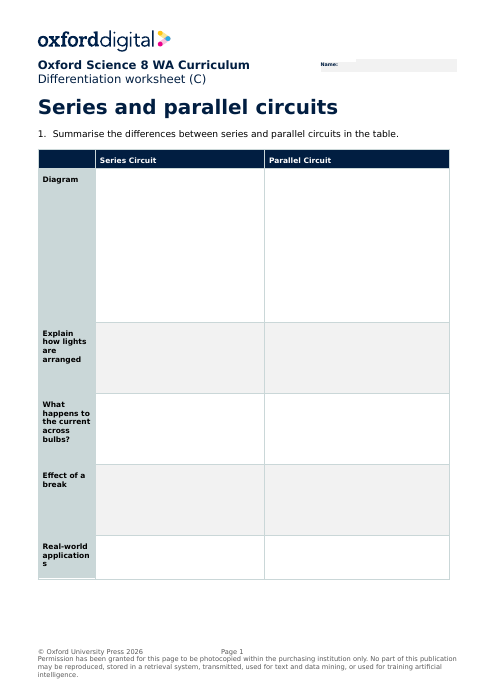 oxforddigital
Oxford Science 8 WA Curriculum
Name:
Differentiation worksheet (C)
Series and parallel circuits
1. Summarise the differences between series and parallel circuits in the table.
Series Circuit
Parallel Circuit
Diagram
Explain
how lights
are
arranged
What
happens to
the current
across
bulbs?
Effect of a
break
Real-world
application
s
© Oxford University Press 2026 Page 1
Permission has been granted for this page to be photocopied within the purchasing institution only. No part of this publication
may be reproduced, stored in a retrieval system, transmitted, used for text and data mining, or used for training artificial
intelligence.